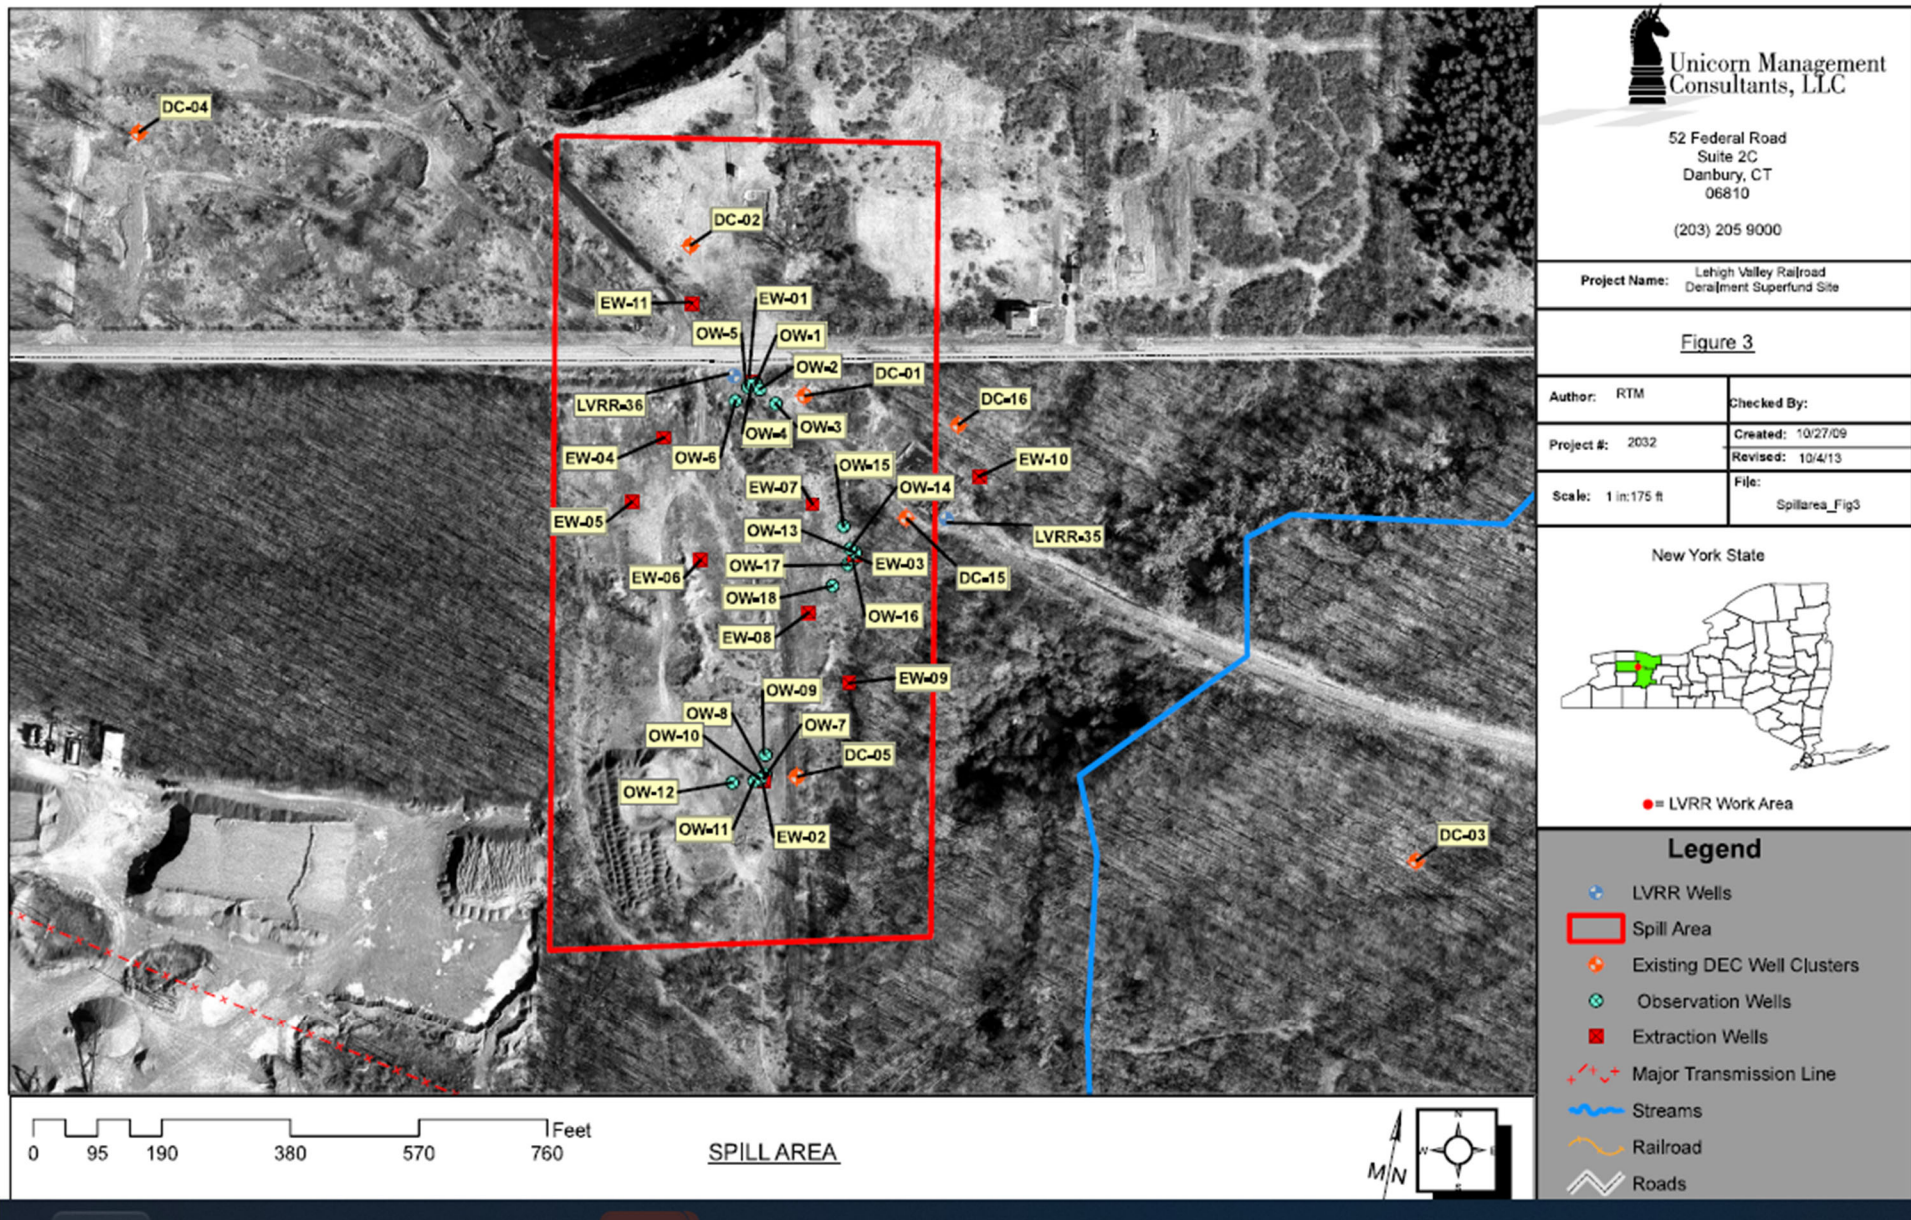 DC-04
DC-02
EW-11
EW-01
OW-5
OW-1
OW-2
DC-01
LVRR-36
DC-16
OW-3
OW-4
EW-04
OW-6
EW-10
OW-15
EW-07
OW-14
EW-05
OW-13
LVRR-35
OW-17
EW-03
EW-06
DC-15
OW-18
OW-16
EW-08
EW-09
OW-09
OW-8
OW-7
OW-10
DC-05
OW-12
OW-11
EW-02
DC-03
Feet
0 95 190 380 570 760
SPILL AREA
MN
N
W E
S
Unicorn Management
Consultants, LLC
52 Federal Road
Suite 2C
Danbury, CT
06810
(203) 205 9000
Project Name: Lehigh Valley Railroad
Derailment Superfund Site
Figure 3
Author: RTM
Checked By:
Project #: 2032
Created: 10/27/09
Revised: 10/4/13
Scale: 1 in:175 ft
File:
Spillarea_Fig3
New York State
= LVRR Work Area
Legend
LVRR Wells
Spill Area
Existing DEC Well Clusters
Observation Wells
Extraction Wells
Major Transmission Line
Streams
Railroad
Roads